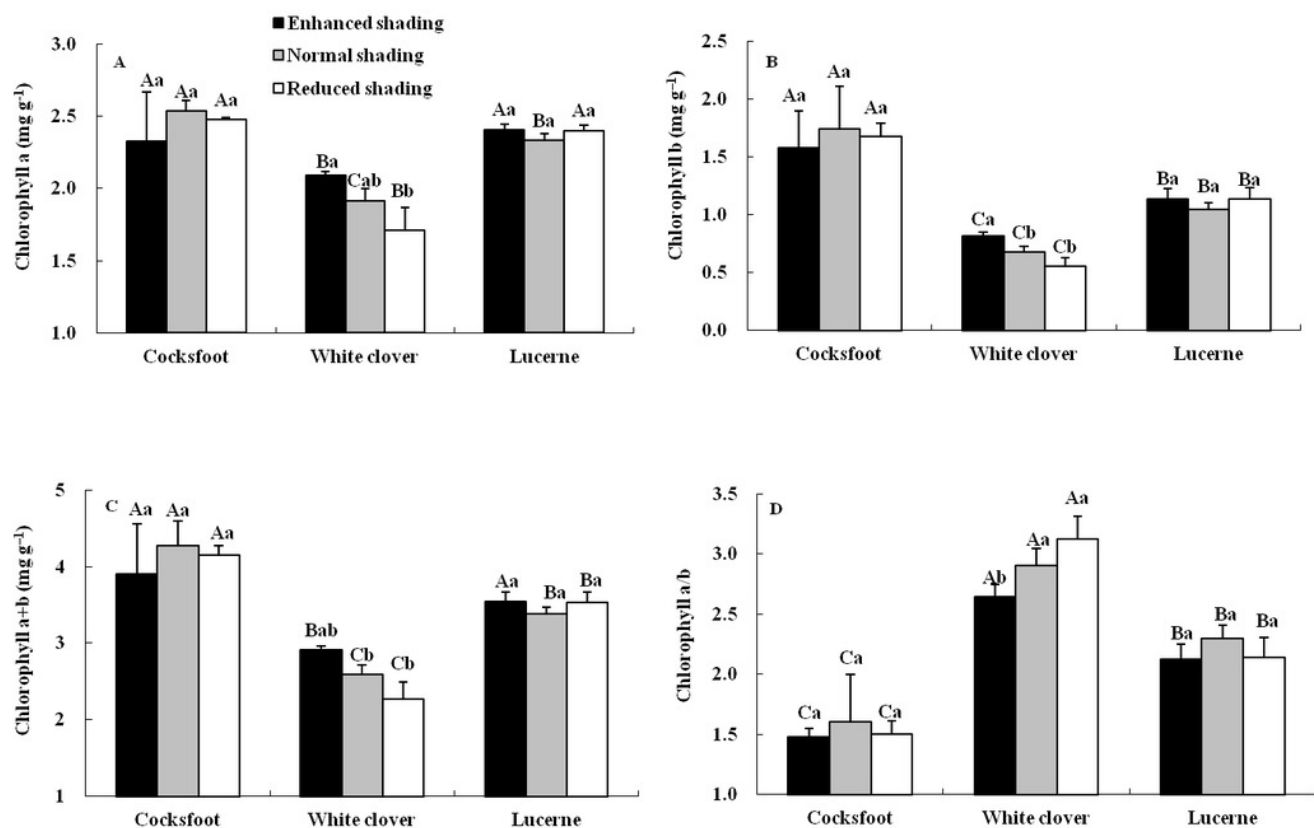 Enhanced shading
Normal shading
Reduced shading
A
Chlorophyll a (mg g⁻¹)
3.0
2.5
2.0
1.5
1.0
Aa Aa Aa
Ba Cab Bb
Aa Ba Aa
Cocksfoot White clover Lucerne
B
Chlorophyll b (mg g⁻¹)
2.5
2.0
1.5
1.0
0.5
0.0
Aa Aa Aa
Ca Cb Cb
Ba Ba Ba
Cocksfoot White clover Lucerne
C
Chlorophyll a+b (mg g⁻¹)
5
4
3
2
1
Aa Aa Aa
Bab Cb Cb
Aa Ba Ba
Cocksfoot White clover Lucerne
D
Chlorophyll a/b
3.5
3.0
2.5
2.0
1.5
1.0
Ca Ca Ca
Ab Aa Aa
Ba Ba Ba
Cocksfoot White clover Lucerne